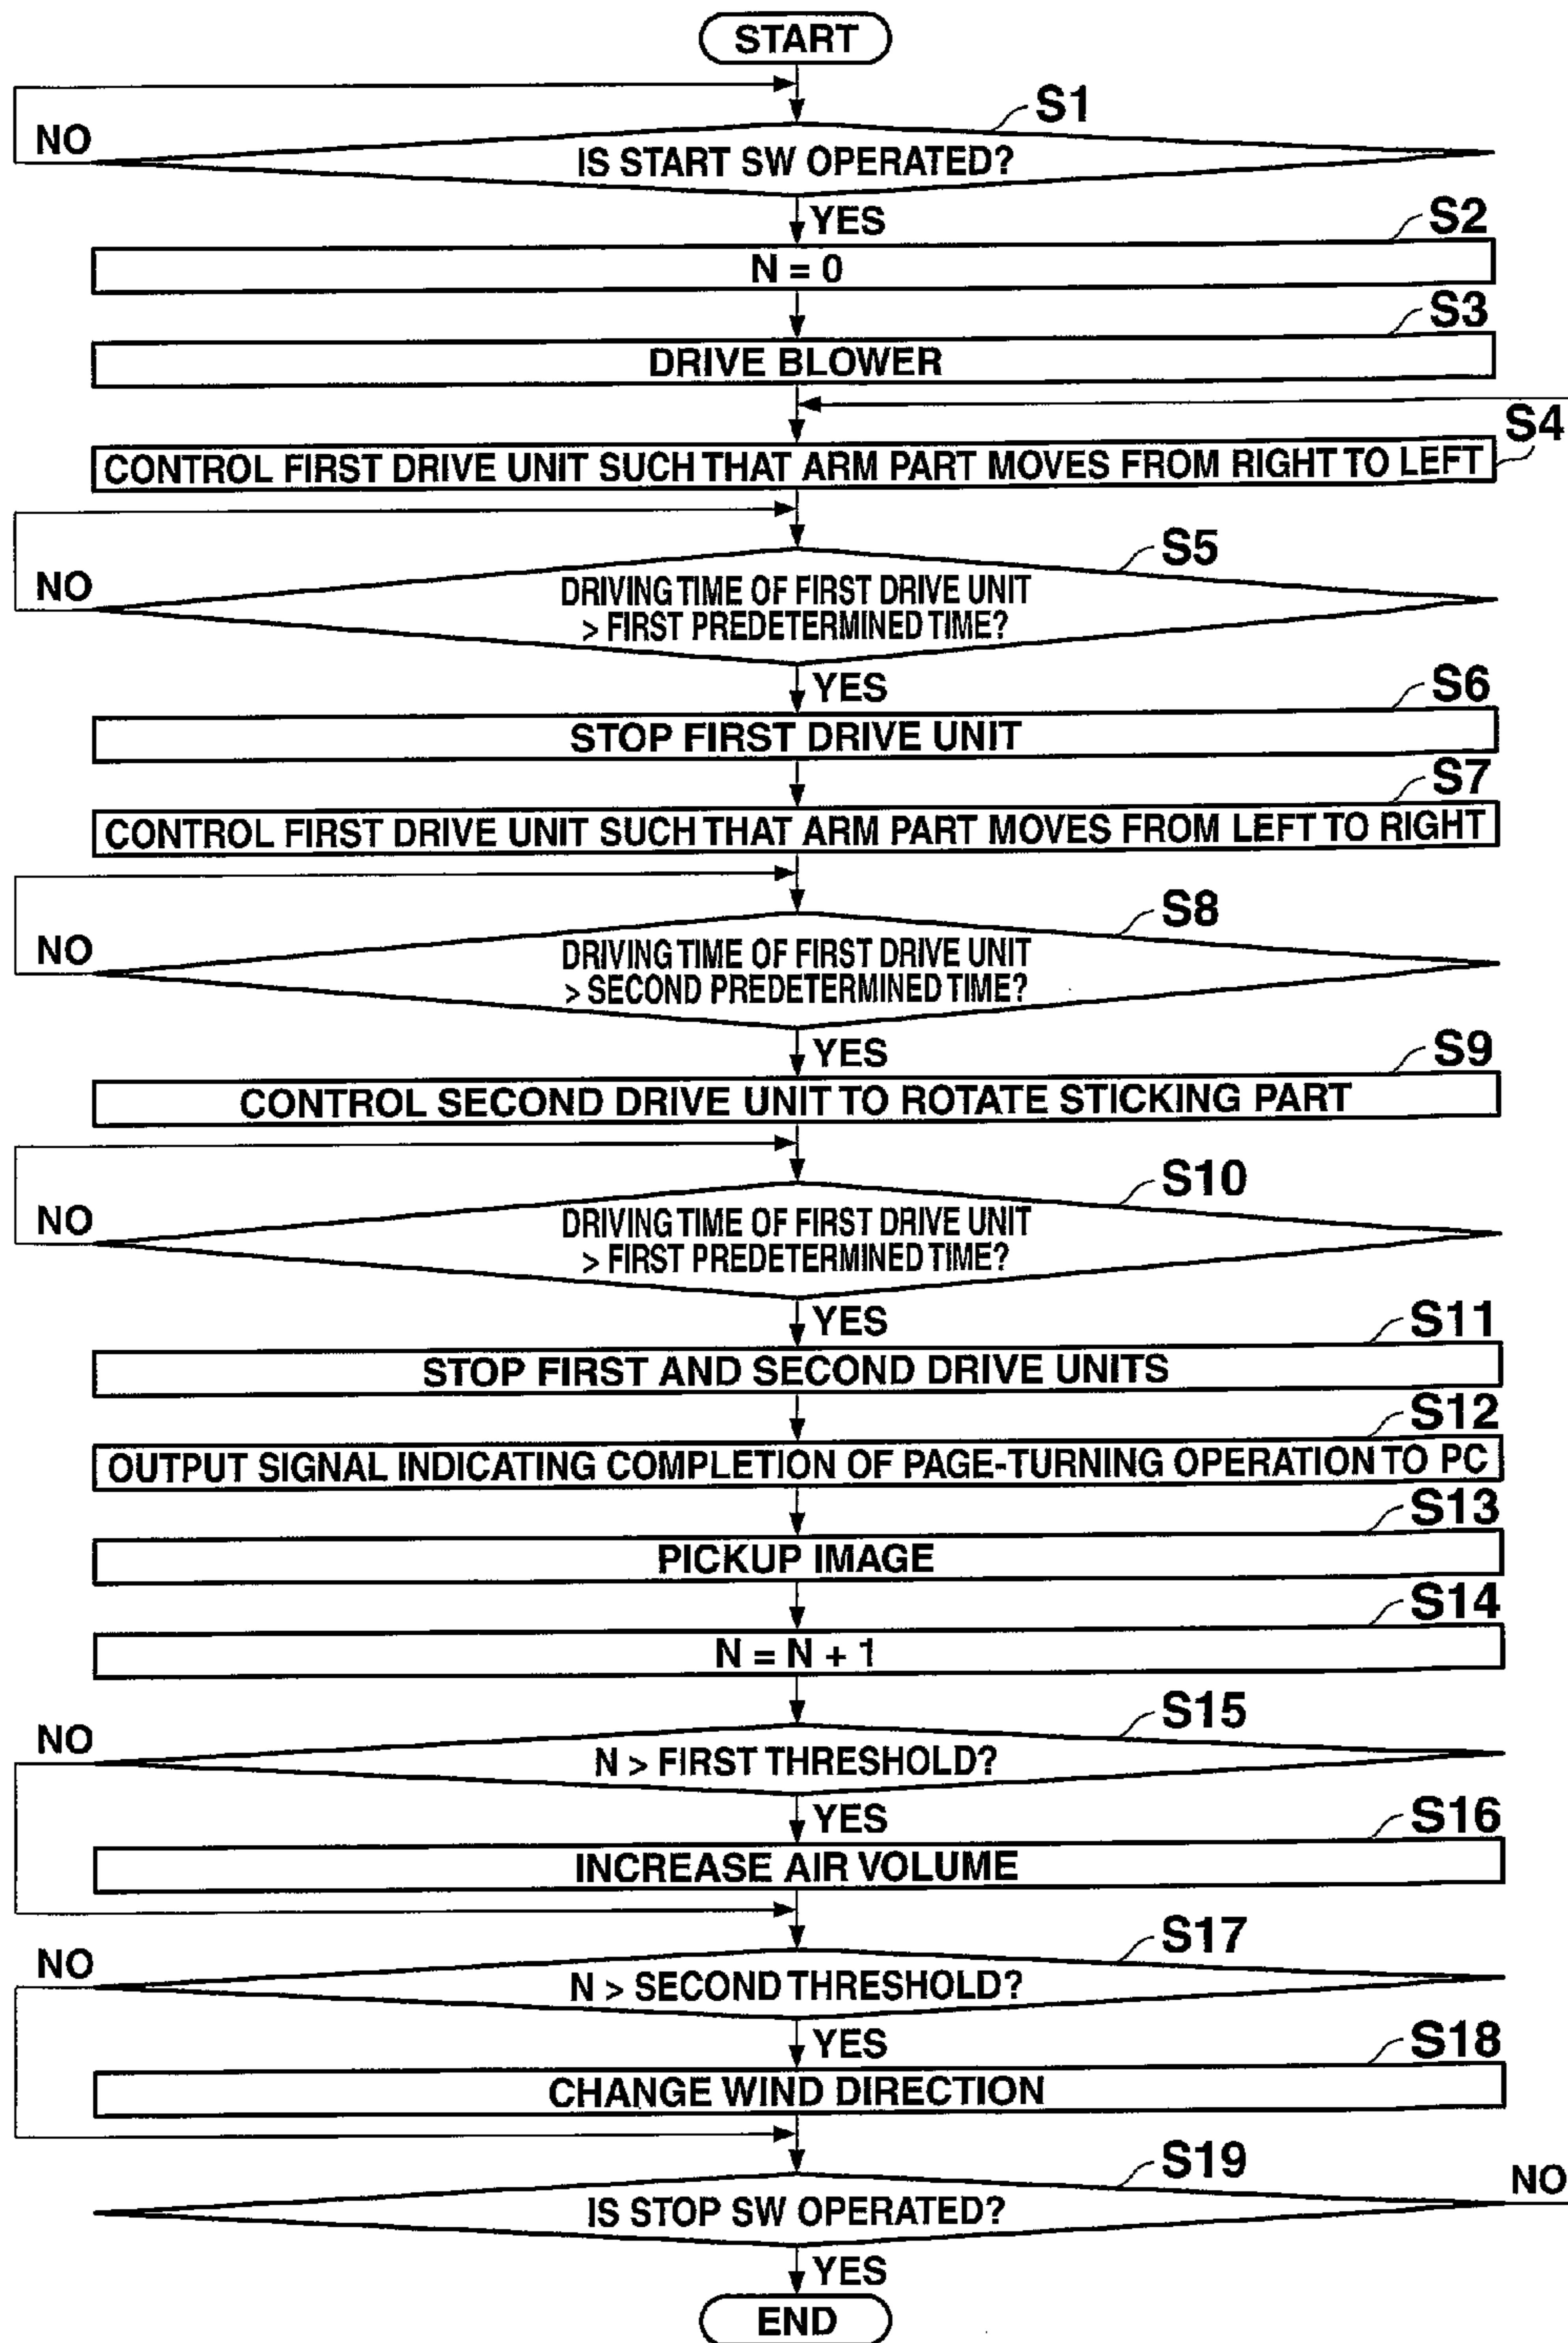 START
S1
NO
IS START SW OPERATED?
YES
S2
N = 0
S3
DRIVE BLOWER
S4
CONTROL FIRST DRIVE UNIT SUCH THAT ARM PART MOVES FROM RIGHT TO LEFT
S5
NO
DRIVING TIME OF FIRST DRIVE UNIT
> FIRST PREDETERMINED TIME?
YES
S6
STOP FIRST DRIVE UNIT
S7
CONTROL FIRST DRIVE UNIT SUCH THAT ARM PART MOVES FROM LEFT TO RIGHT
S8
NO
DRIVING TIME OF FIRST DRIVE UNIT
> SECOND PREDETERMINED TIME?
YES
S9
CONTROL SECOND DRIVE UNIT TO ROTATE STICKING PART
S10
NO
DRIVING TIME OF FIRST DRIVE UNIT
> FIRST PREDETERMINED TIME?
YES
S11
STOP FIRST AND SECOND DRIVE UNITS
S12
OUTPUT SIGNAL INDICATING COMPLETION OF PAGE-TURNING OPERATION TO PC
S13
PICKUP IMAGE
S14
N = N + 1
S15
NO
N > FIRST THRESHOLD?
YES
S16
INCREASE AIR VOLUME
S17
NO
N > SECOND THRESHOLD?
YES
S18
CHANGE WIND DIRECTION
S19
NO
IS STOP SW OPERATED?
YES
END